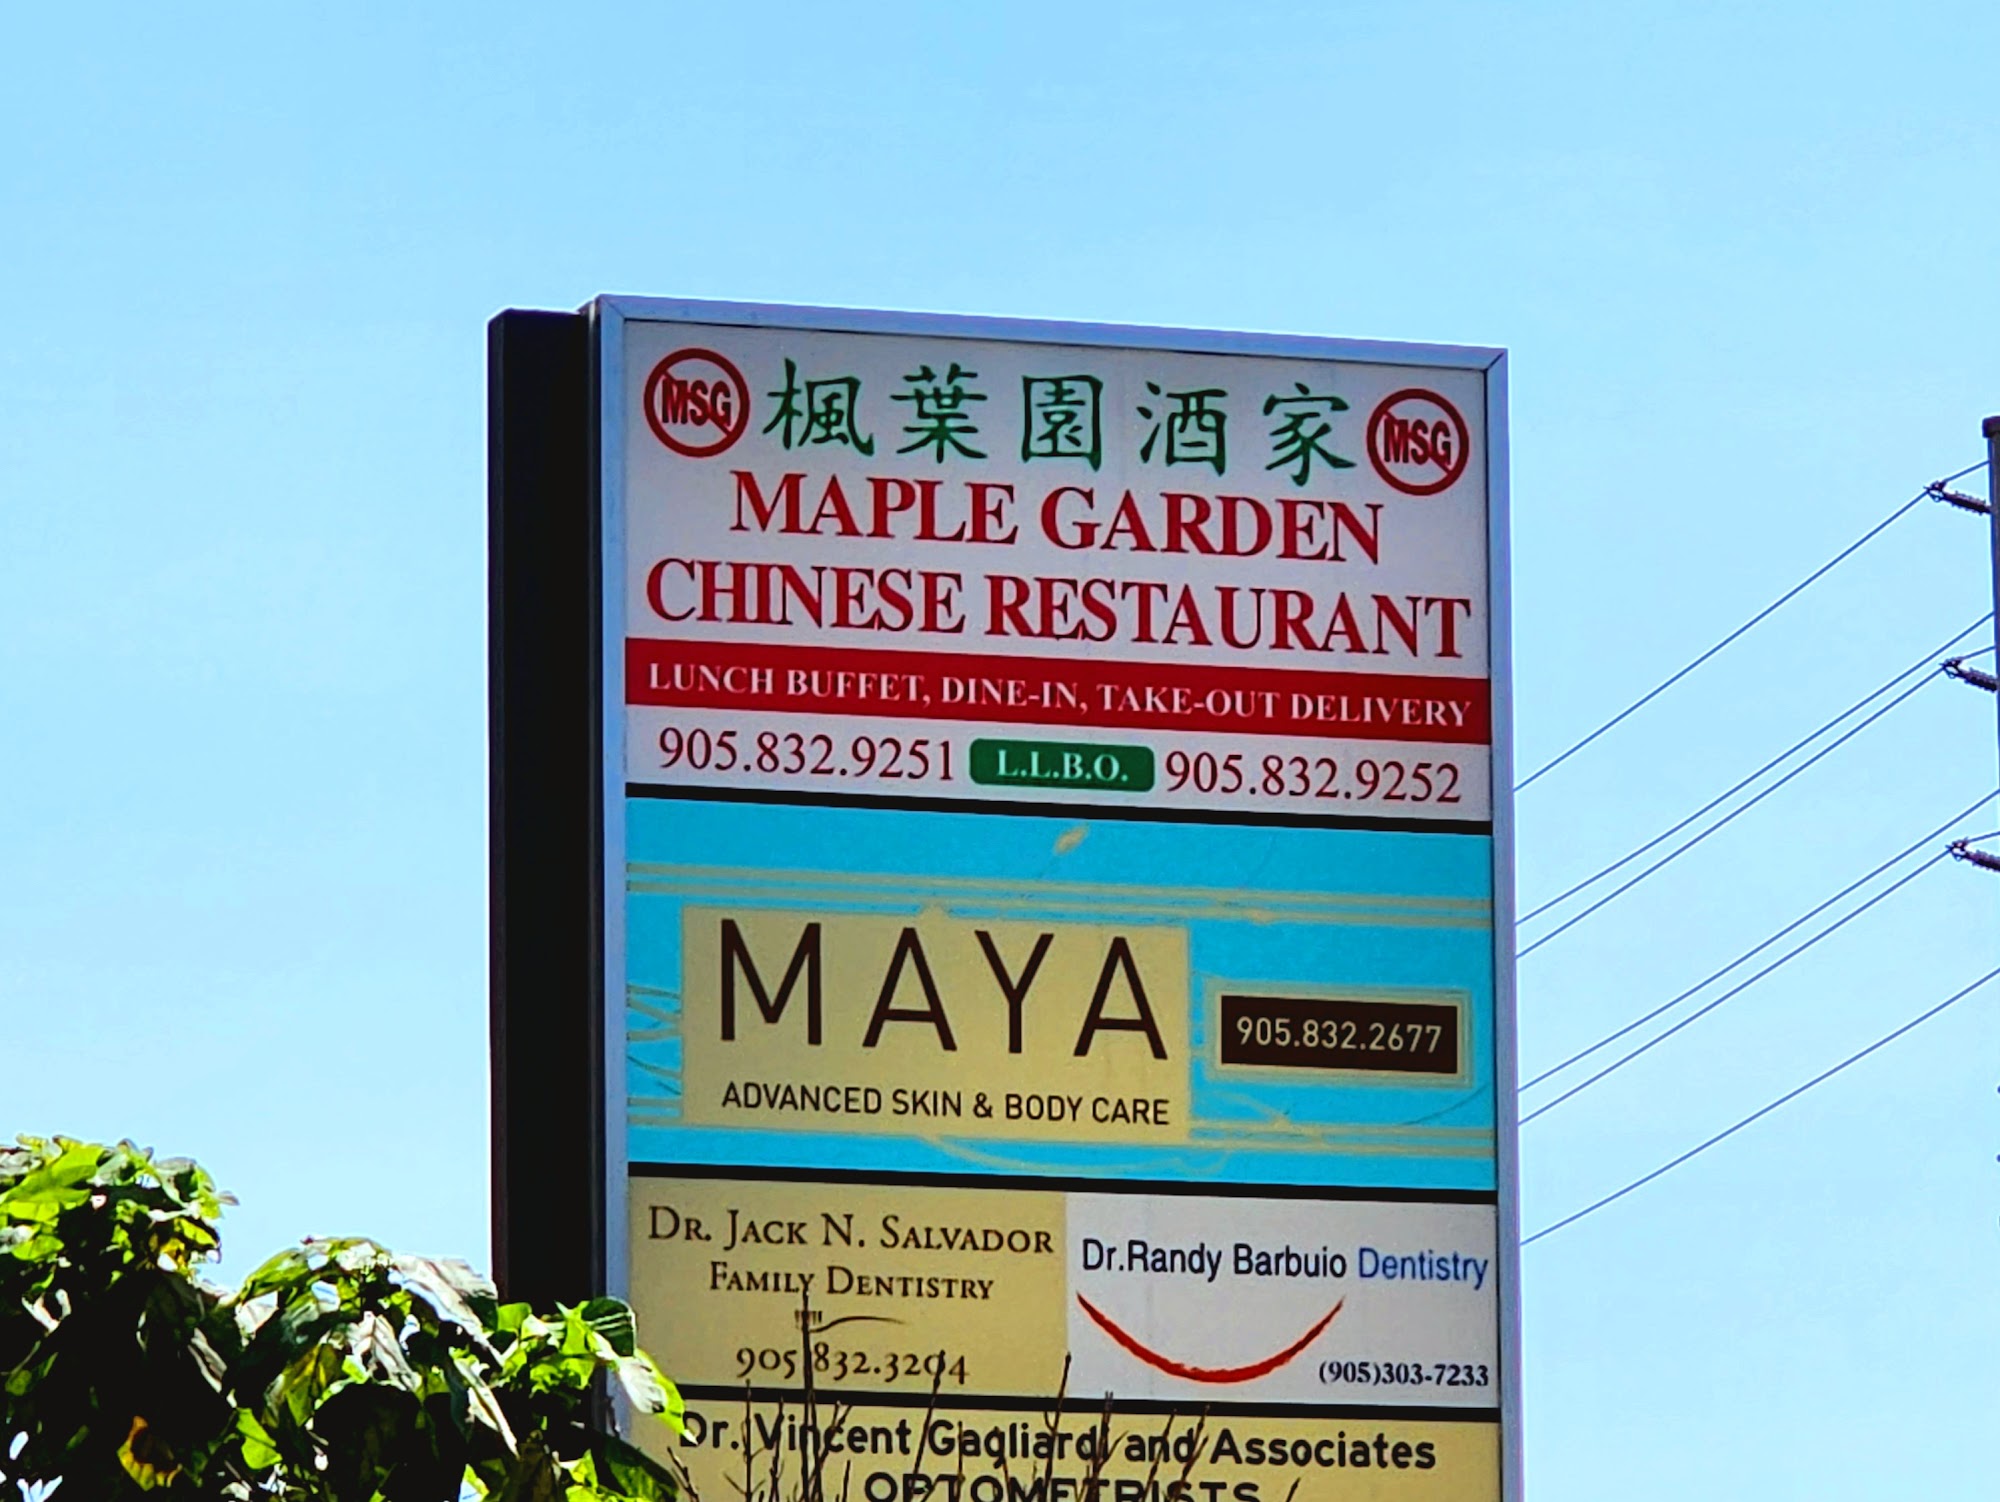 MSG 楓葉園酒家 MSG
MAPLE GARDEN
CHINESE RESTAURANT
LUNCH BUFFET, DINE-IN, TAKE-OUT DELIVERY
905.832.9251 L.L.B.O. 905.832.9252
MAYA
905.832.2677
ADVANCED SKIN & BODY CARE
DR. JACK N. SALVADOR
FAMILY DENTISTRY
905.832.3204
Dr.Randy Barbuio Dentistry
(905)303-7233
Dr. Vincent Gagliardi and Associates
OPTOMETRISTS